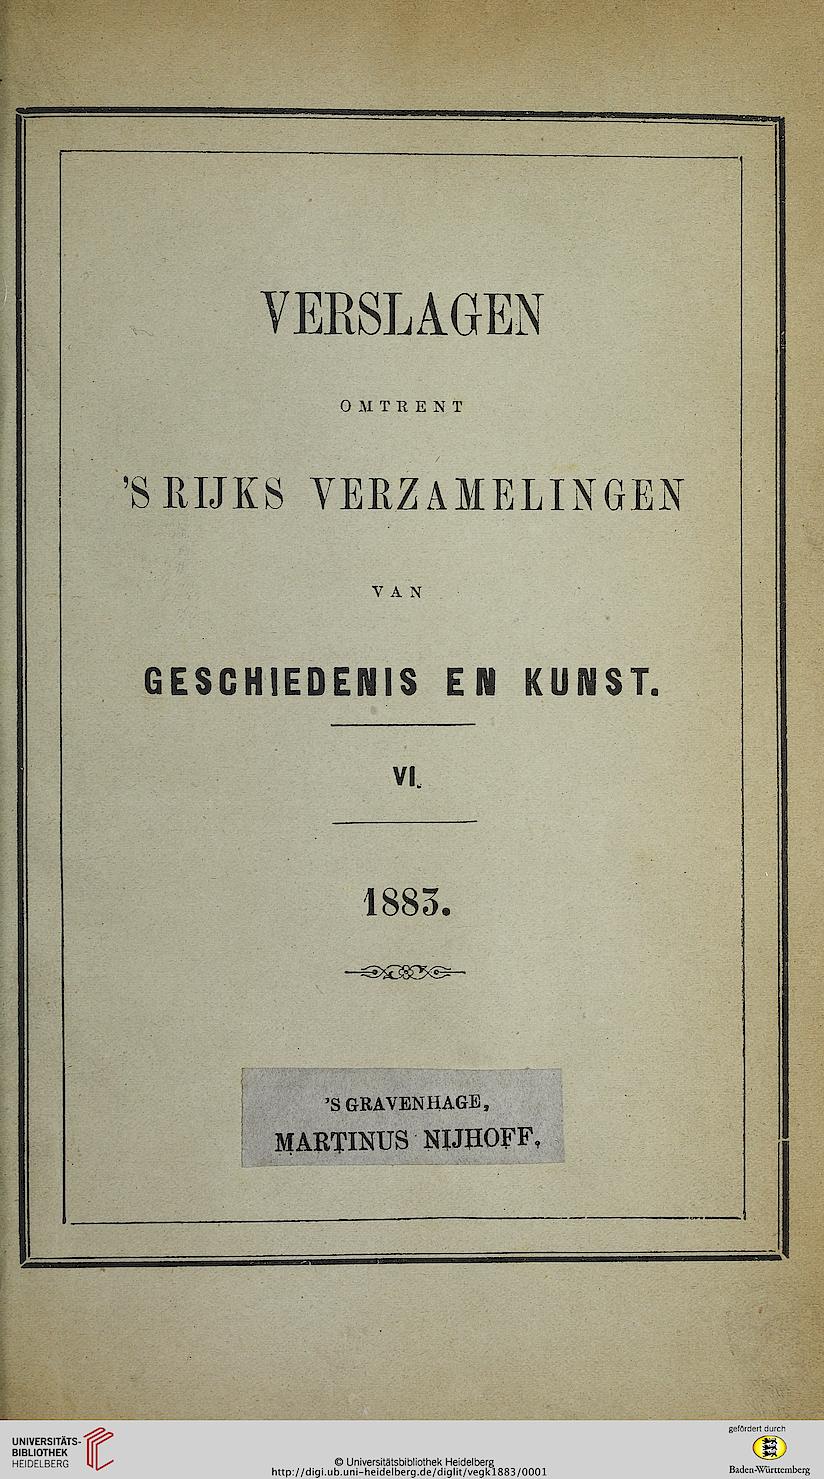 VERSLAGEN
OMTRENT
'S RIJKS VERZAMELINGEN
VAN
GESCHIEDENIS EN KUNST.
VI.
1883.
'S GRAVENHAGE,
MARTINUS NIJHOFF,
UNIVERSITÄTS-
BIBLIOTHEK
HEIDELBERG
© Universitätsbibliothek Heidelberg
http://digi.ub.uni-heidelberg.de/diglit/vegk1883/0001
gefördert durch
Baden-Württemberg